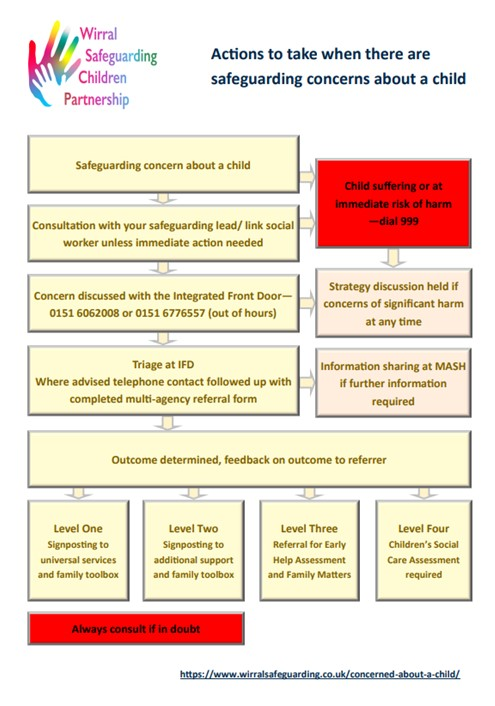 Wirral
Safeguarding
Children
Partnership
Actions to take when there are
safeguarding concerns about a child
Safeguarding concern about a child
Child suffering or at
immediate risk of harm
—dial 999
Consultation with your safeguarding lead/ link social
worker unless immediate action needed
Concern discussed with the Integrated Front Door—
0151 6062008 or 0151 6776557 (out of hours)
Strategy discussion held if
concerns of significant harm
at any time
Triage at IFD
Where advised telephone contact followed up with
completed multi-agency referral form
Information sharing at MASH
if further information
required
Outcome determined, feedback on outcome to referrer
Level One
Signposting to
universal services
and family toolbox
Level Two
Signposting to
additional support
and family toolbox
Level Three
Referral for Early
Help Assessment
and Family Matters
Level Four
Children’s Social
Care Assessment
required
Always consult if in doubt
https://www.wirralsafeguarding.co.uk/concerned-about-a-child/